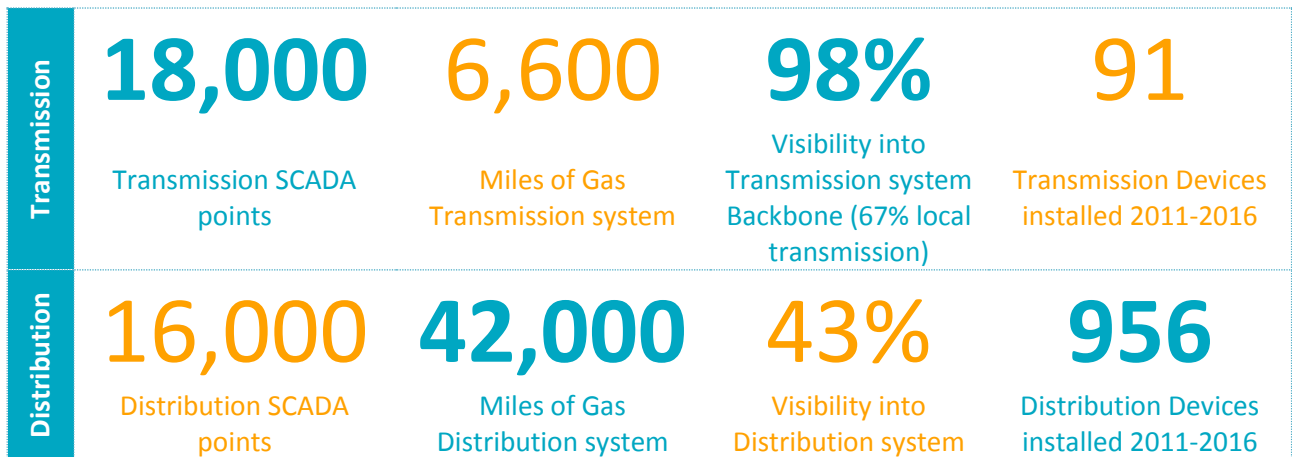 Transmission
18,000
Transmission SCADA
points
6,600
Miles of Gas
Transmission system
98%
Visibility into
Transmission system
Backbone (67% local
transmission)
91
Transmission Devices
installed 2011-2016
Distribution
16,000
Distribution SCADA
points
42,000
Miles of Gas
Distribution system
43%
Visibility into
Distribution system
956
Distribution Devices
installed 2011-2016